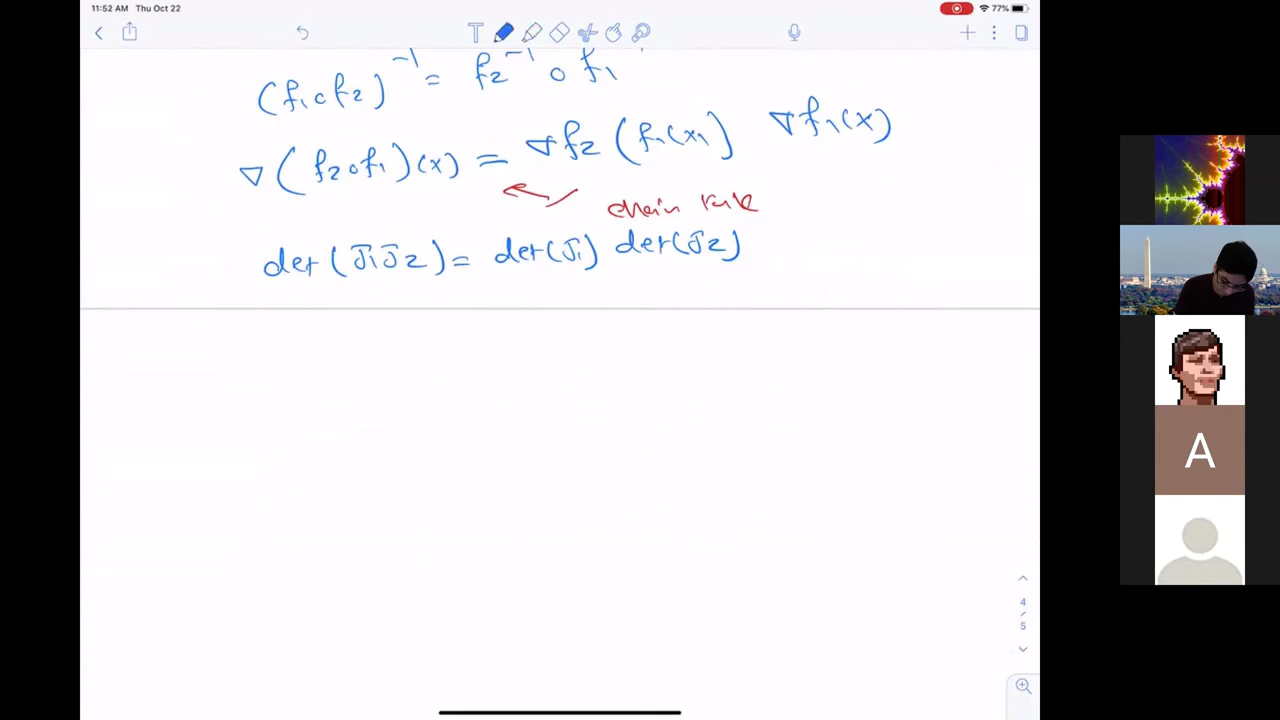 11:52 AM Thu Oct 22
77%
T
(f₁∘f₂)⁻¹ = f₂⁻¹ ∘ f₁
∇(f₂∘f₁)(x) = ∇f₂(f₁(x)) ∇f₁(x)
chain rule
det(J₁J₂) = det(J₁) det(J₂)
A
4
/
5